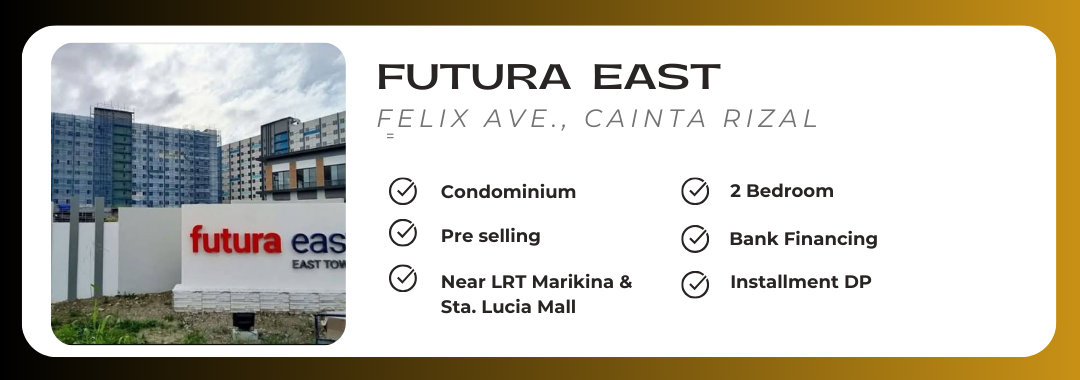 FUTURA EAST
FELIX AVE., CAINTA RIZAL
=
Condominium
Pre selling
Near LRT Marikina &
Sta. Lucia Mall
2 Bedroom
Bank Financing
Installment DP
futura eas
EAST TOW